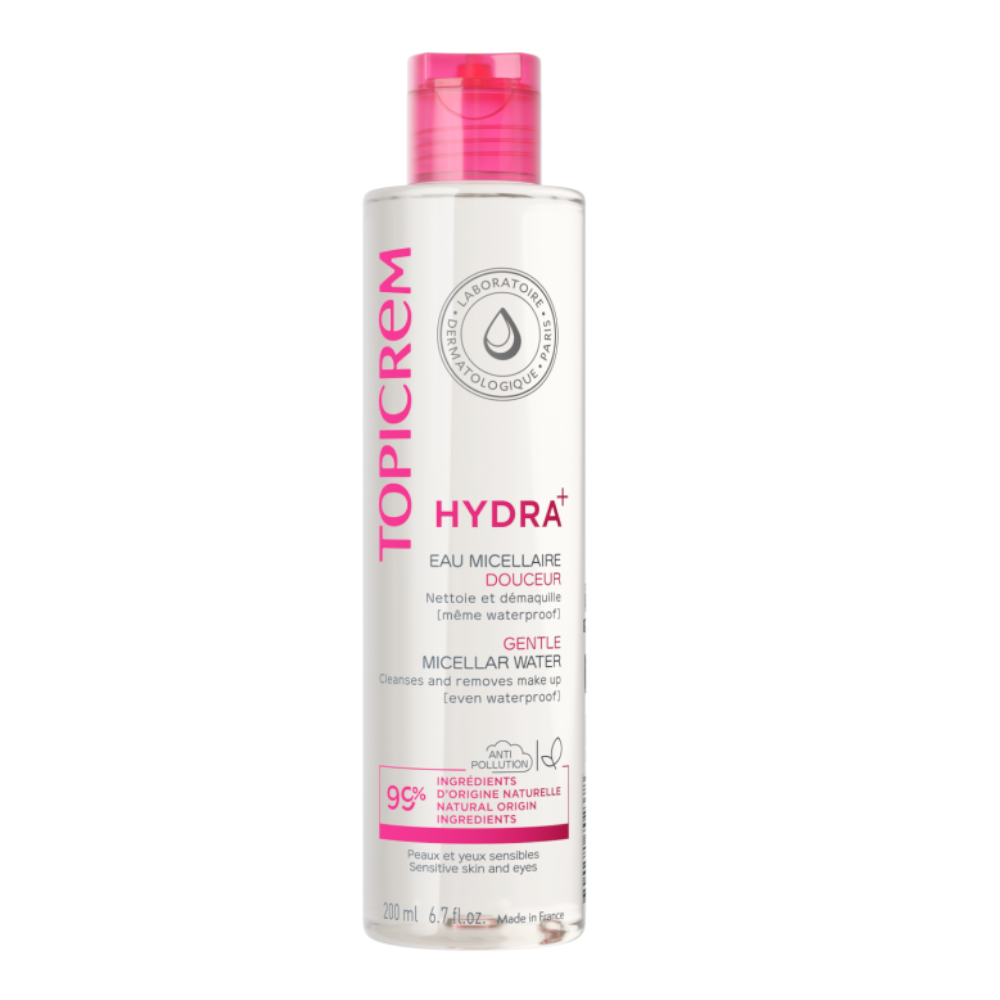 TOPICREM
LABORATOIRE
DERMATOLOGIQUE • PARIS
HYDRA+
EAU MICELLAIRE
DOUCEUR
Nettoie et démaquille
[même waterproof]
GENTLE
MICELLAR WATER
Cleanses and removes make up
[even waterproof]
ANTI
POLLUTION
99%
INGRÉDIENTS
D'ORIGINE NATURELLE
NATURAL ORIGIN
INGREDIENTS
Peaux et yeux sensibles
Sensitive skin and eyes
200 ml 6.7 fl.oz. Made in France